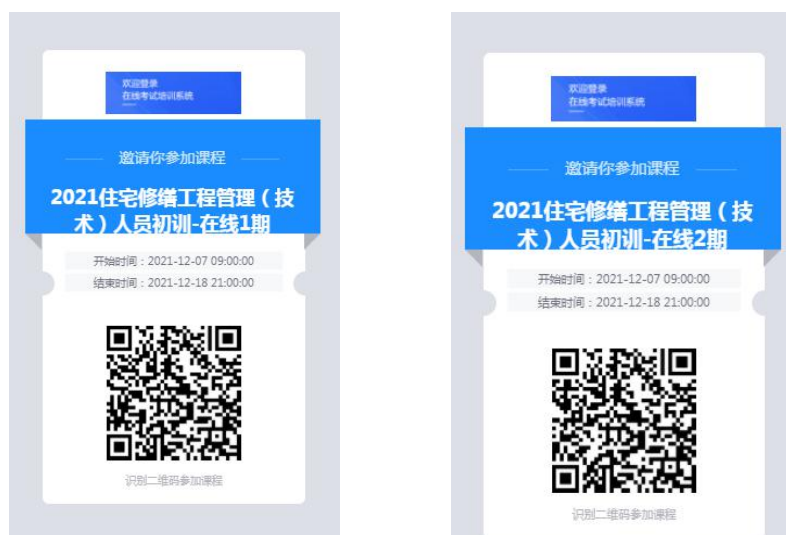 欢迎登录
在线考试培训系统
邀请你参加课程
2021住宅修缮工程管理（技
术）人员初训-在线1期
开始时间：2021-12-07 09:00:00
结束时间：2021-12-18 21:00:00
识别二维码参加课程
欢迎登录
在线考试培训系统
邀请你参加课程
2021住宅修缮工程管理（技
术）人员初训-在线2期
开始时间：2021-12-07 09:00:00
结束时间：2021-12-18 21:00:00
识别二维码参加课程